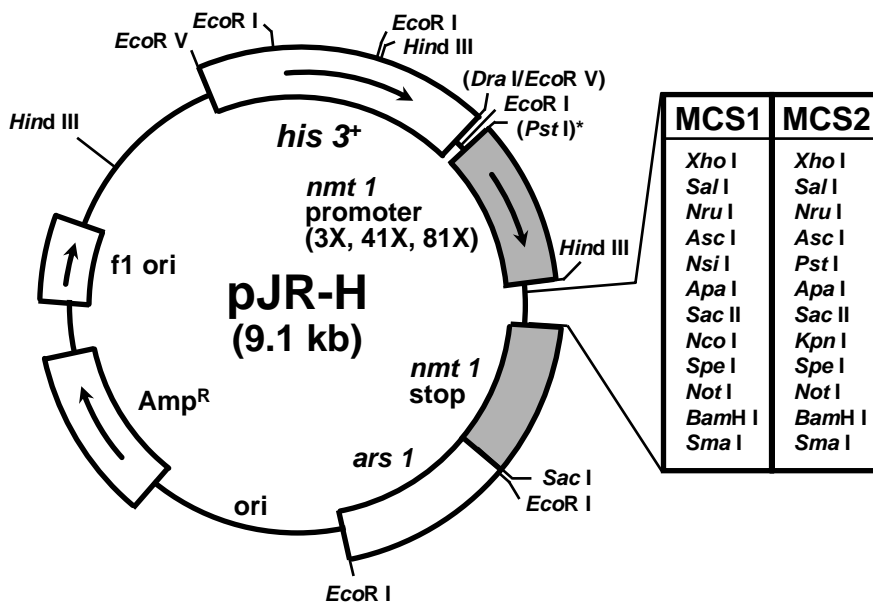 EcoR I
EcoR V
EcoR I
Hind III
(Dra I/EcoR V)
EcoR I
(Pst I)*
Hind III
his 3+
nmt 1
promoter
(3X, 41X, 81X)
Hind III
f1 ori
pJR-H
(9.1 kb)
nmt 1
stop
AmpR
ars 1
Sac I
EcoR I
ori
EcoR I
MCS1 MCS2
Xho I Xho I
Sal I Sal I
Nru I Nru I
Asc I Asc I
Nsi I Pst I
Apa I Apa I
Sac II Sac II
Nco I Kpn I
Spe I Spe I
Not I Not I
BamH I BamH I
Sma I Sma I